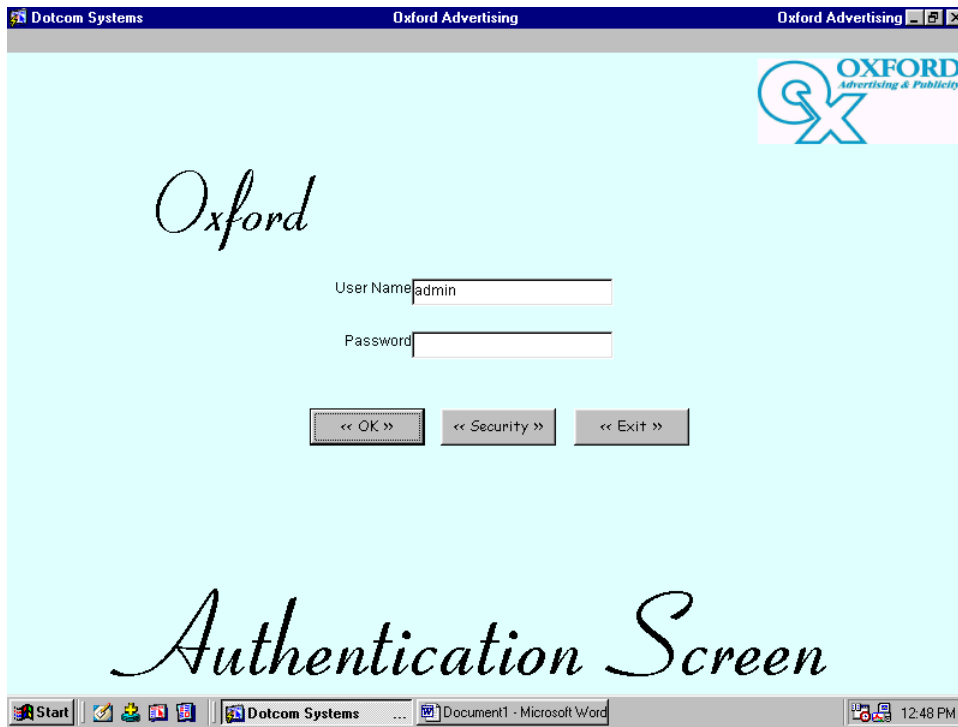 Dotcom Systems Oxford Advertising Oxford Advertising
OXFORD
Advertising & Publicity
Oxford
User Name admin
Password
<< OK >> << Security >> << Exit >>
Authentication Screen
Start Dotcom Systems ... Document1 - Microsoft Word 12:48 PM